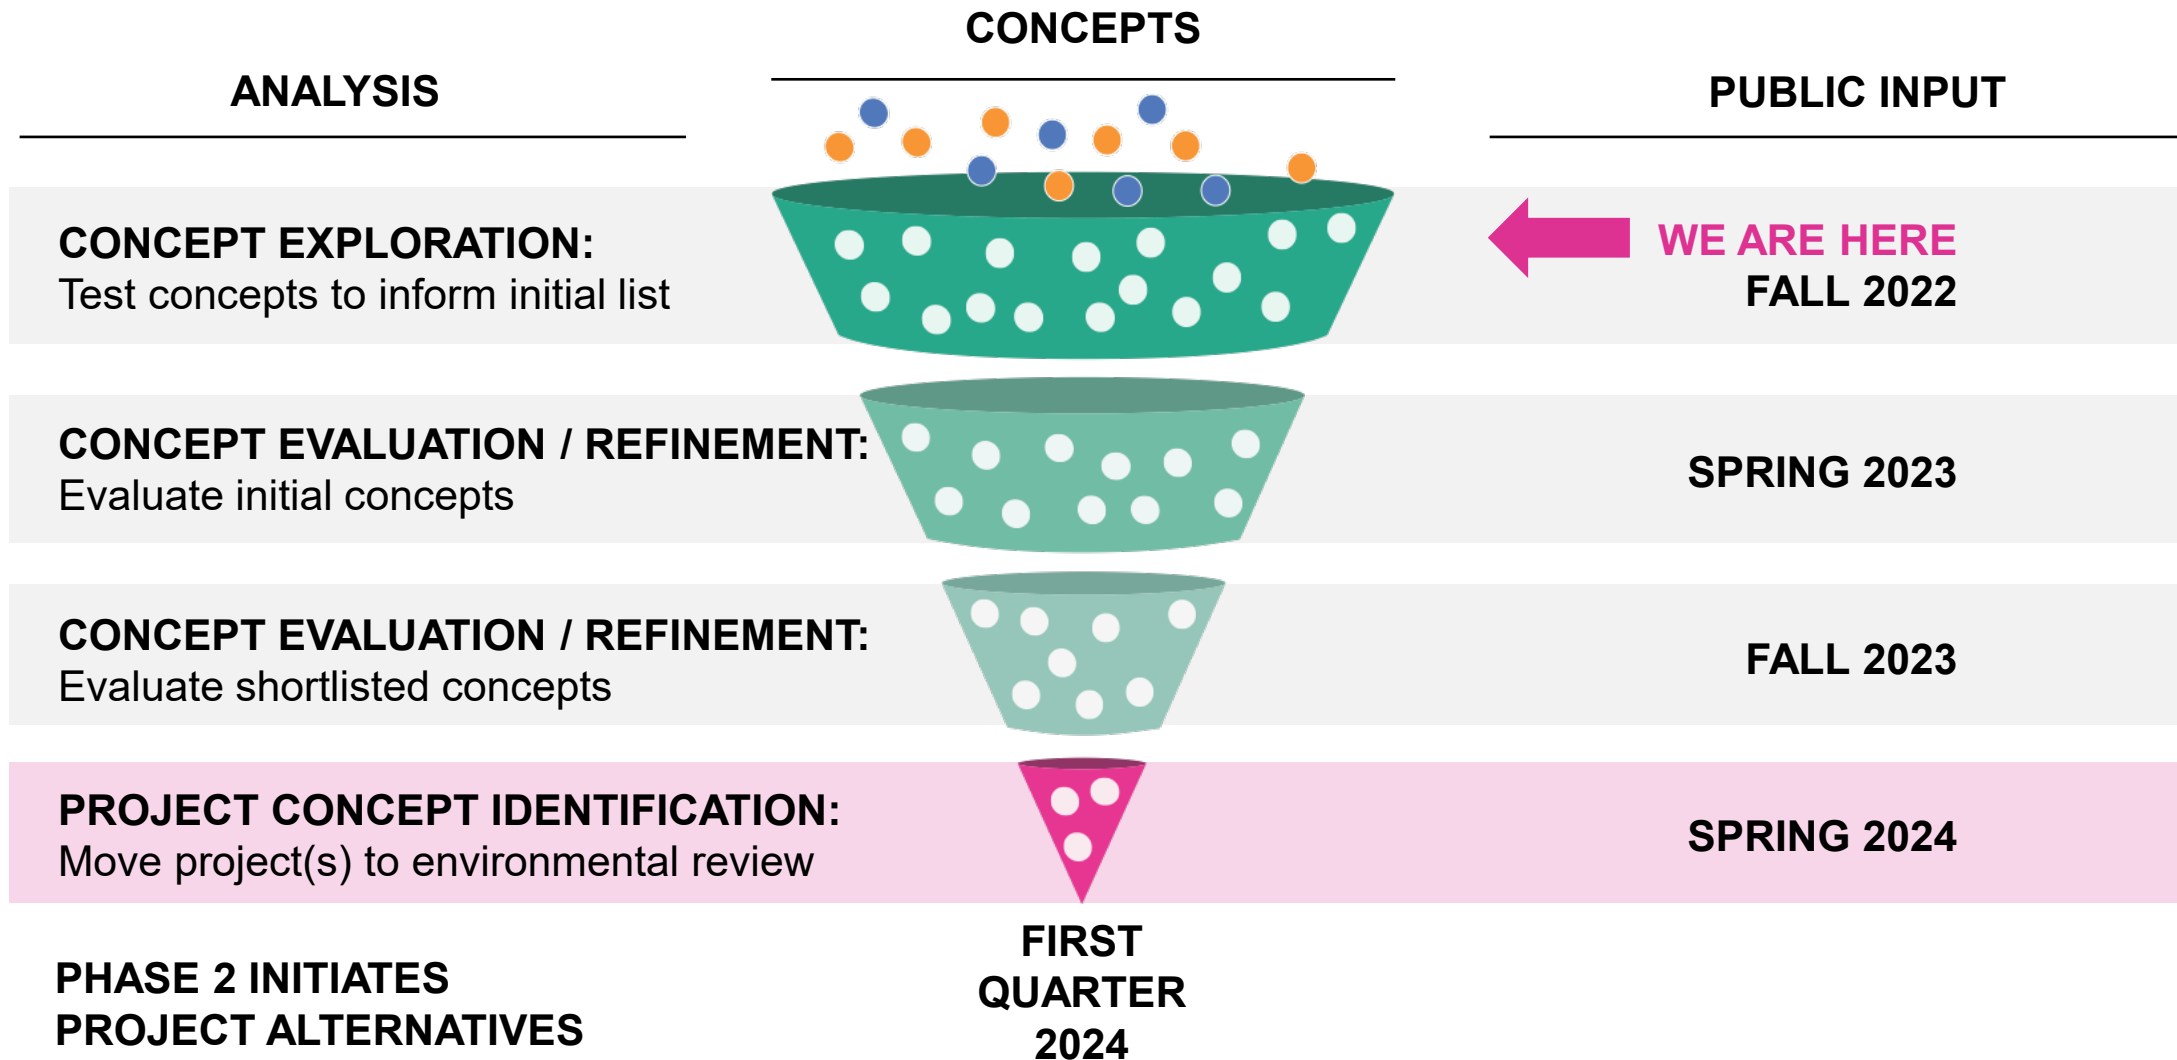 CONCEPTS
ANALYSIS
PUBLIC INPUT
CONCEPT EXPLORATION:
Test concepts to inform initial list
WE ARE HERE
FALL 2022
CONCEPT EVALUATION / REFINEMENT:
Evaluate initial concepts
SPRING 2023
CONCEPT EVALUATION / REFINEMENT:
Evaluate shortlisted concepts
FALL 2023
PROJECT CONCEPT IDENTIFICATION:
Move project(s) to environmental review
SPRING 2024
PHASE 2 INITIATES
PROJECT ALTERNATIVES
FIRST
QUARTER
2024